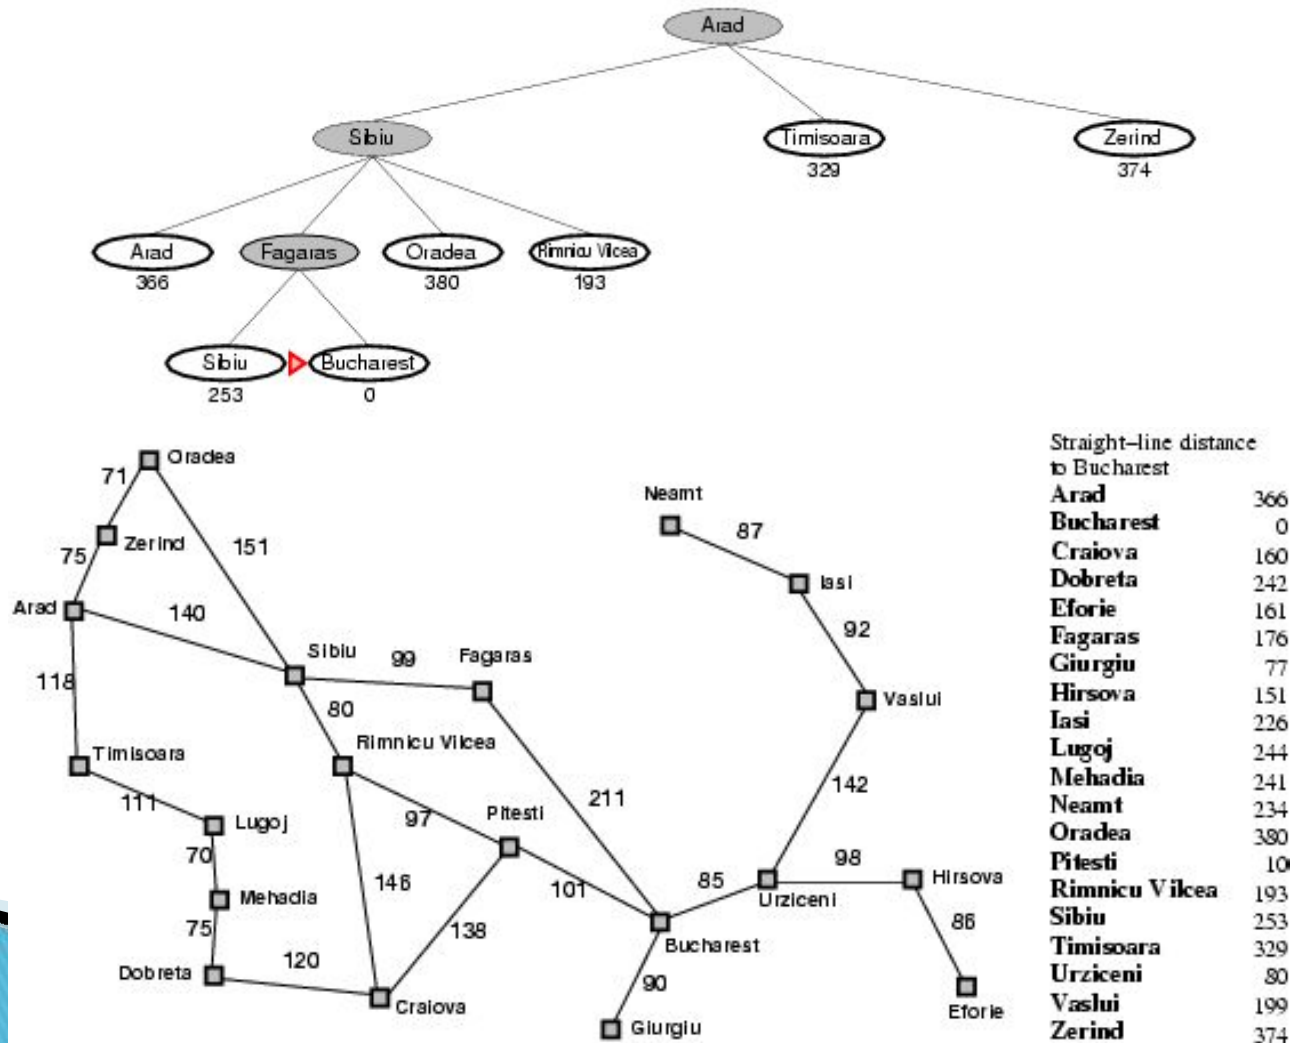 Arad
Sibiu
Timisoara
Zerind
329
374
Arad
Fagaras
Oradea
Rimnicu Vilcea
366
380
193
Sibiu
Bucharest
253
0
Oradea
71
Neamt
87
Zerind
151
75
Iasi
Arad
140
92
Sibiu
99
Fagaras
118
80
Vaslui
Timisoara
Rimnicu Vilcea
111
211
142
Lugoj
97
Pitesti
70
98
146
101
85
Hirsova
Mehadia
Urziceni
75
138
86
Bucharest
Dobreta
120
90
Craiova
Eforie
Giurgiu
Straight–line distance
to Bucharest
Arad 366
Bucharest 0
Craiova 160
Dobreta 242
Eforie 161
Fagaras 176
Giurgiu 77
Hirsova 151
Iasi 226
Lugoj 244
Mehadia 241
Neamt 234
Oradea 380
Pitesti 10
Rimnicu Vilcea 193
Sibiu 253
Timisoara 329
Urziceni 80
Vaslui 199
Zerind 374